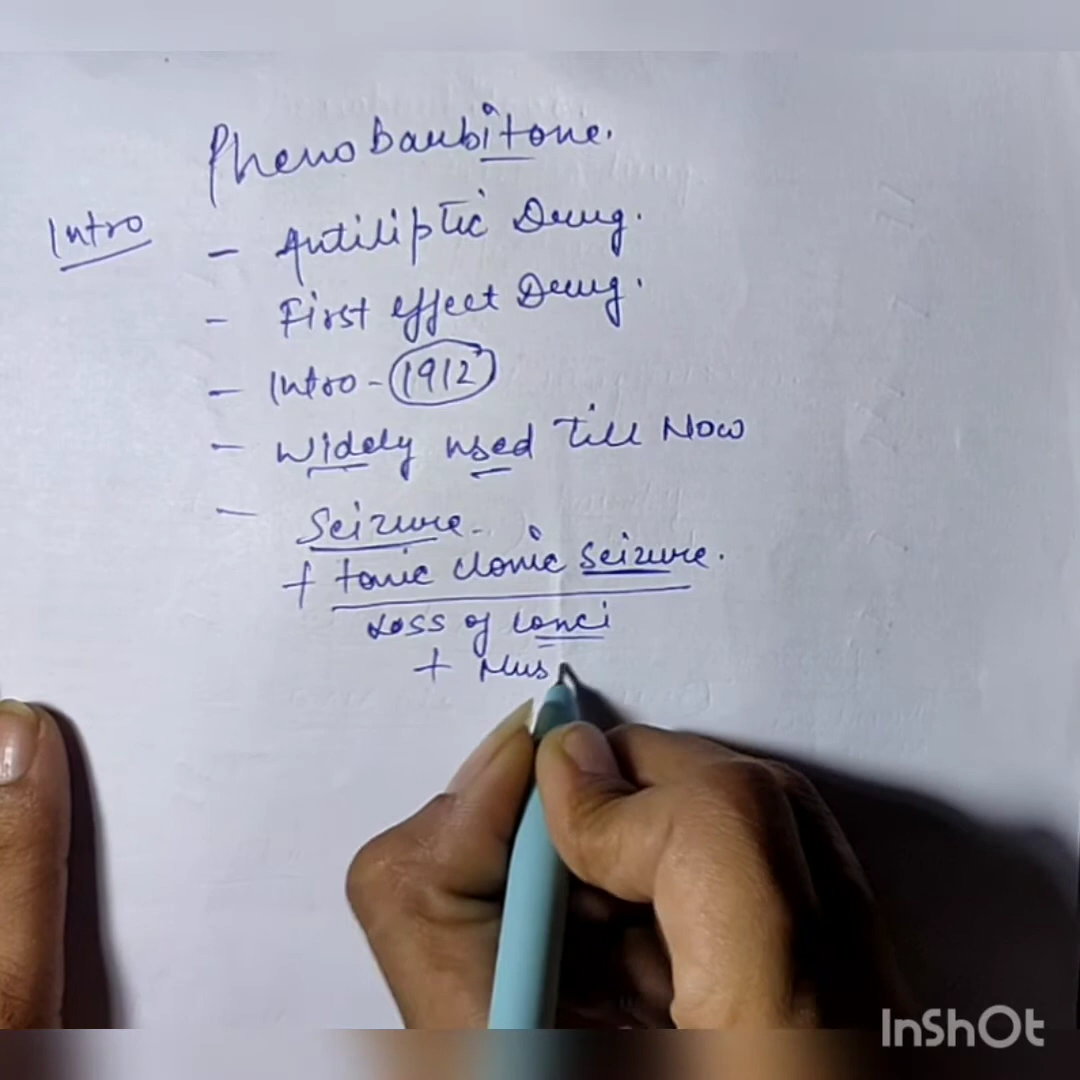 Phenobarbitone.
Intro
- Antiliptic Drug.
- First effect Drug.
- Intro - 1912
- Widely used Till Now
- Seizure -
+ tonic clonic seizure.
Loss of conci
+ Mus
InShOt